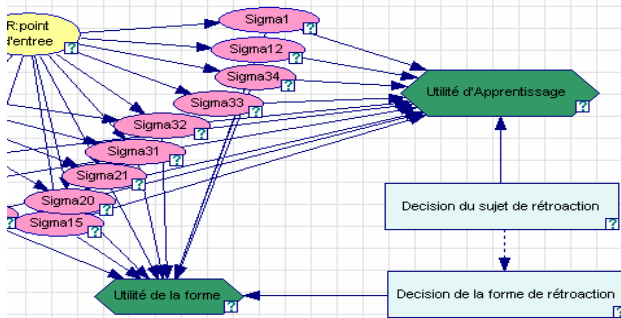 R:point
d'entree
?
Sigma1
?
Sigma12
?
Sigma34
?
Sigma33
?
Utilité d'Apprentissage
?
Sigma32
?
Sigma31
?
Sigma21
?
Sigma20
?
Sigma15
?
?
Decision du sujet de rétroaction
?
Utilité de la forme
?
Decision de la forme de rétroaction
?